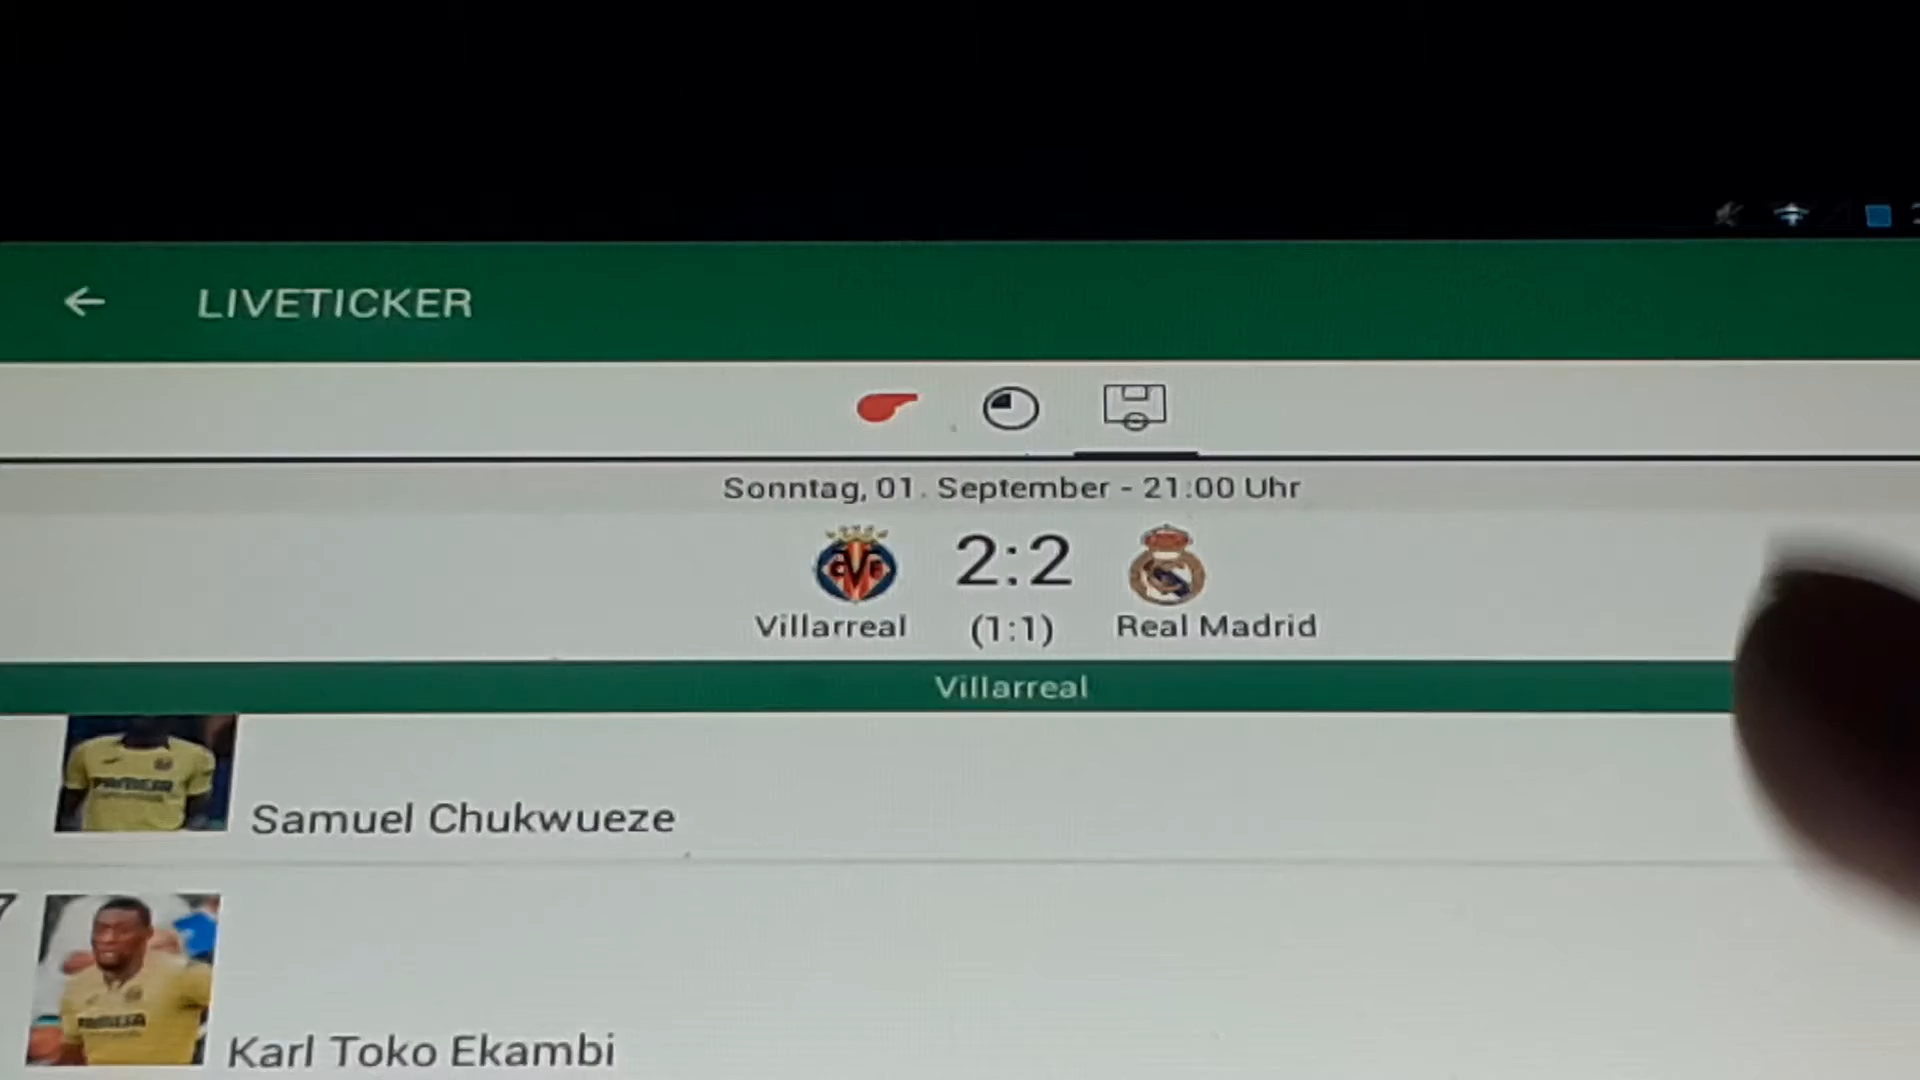 LIVETICKER
Sonntag, 01. September - 21:00 Uhr
2:2
Villarreal (1:1) Real Madrid
Villarreal
Samuel Chukwueze
7
Karl Toko Ekambi